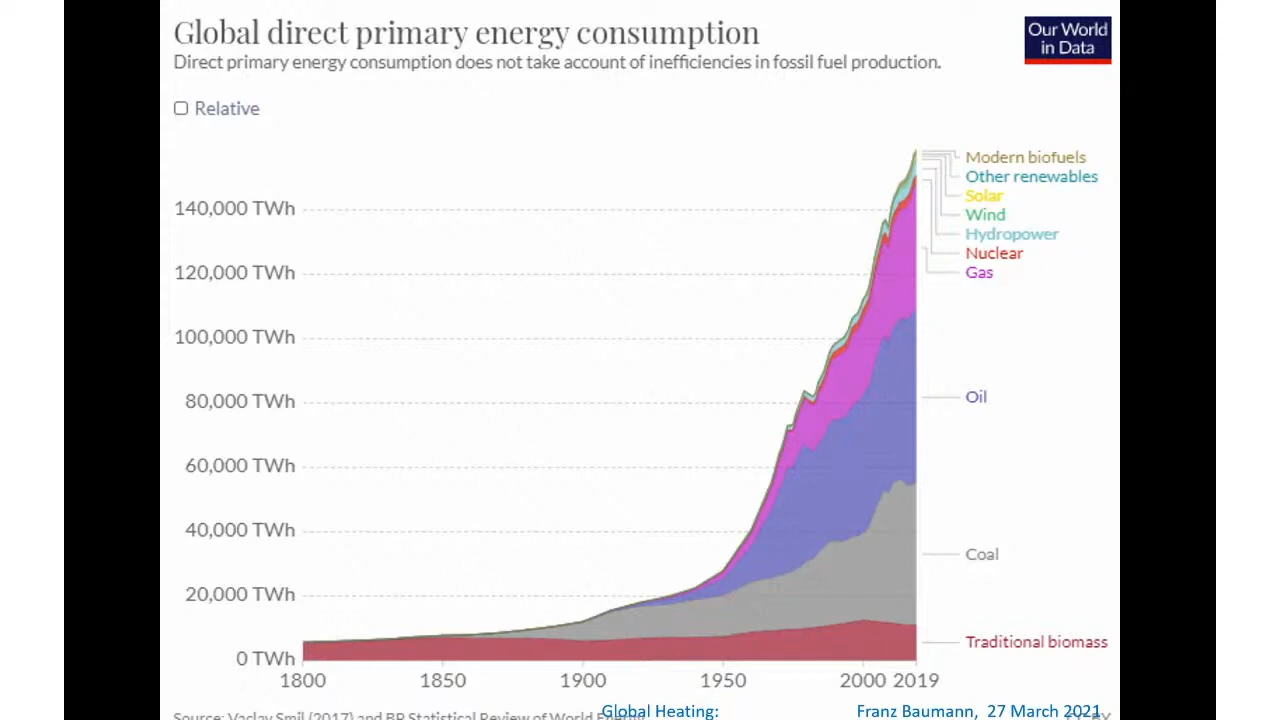 Global direct primary energy consumption
Direct primary energy consumption does not take account of inefficiencies in fossil fuel production.
Our World
in Data
Relative
Modern biofuels
Other renewables
Solar
Wind
Hydropower
Nuclear
Gas
Oil
Coal
Traditional biomass
140,000 TWh
120,000 TWh
100,000 TWh
80,000 TWh
60,000 TWh
40,000 TWh
20,000 TWh
0 TWh
1800 1850 1900 1950 2000 2019
Source: Vaclav Smil (2017) and BP Statistical Review of World Energy
Global Heating:
Franz Baumann, 27 March 2021